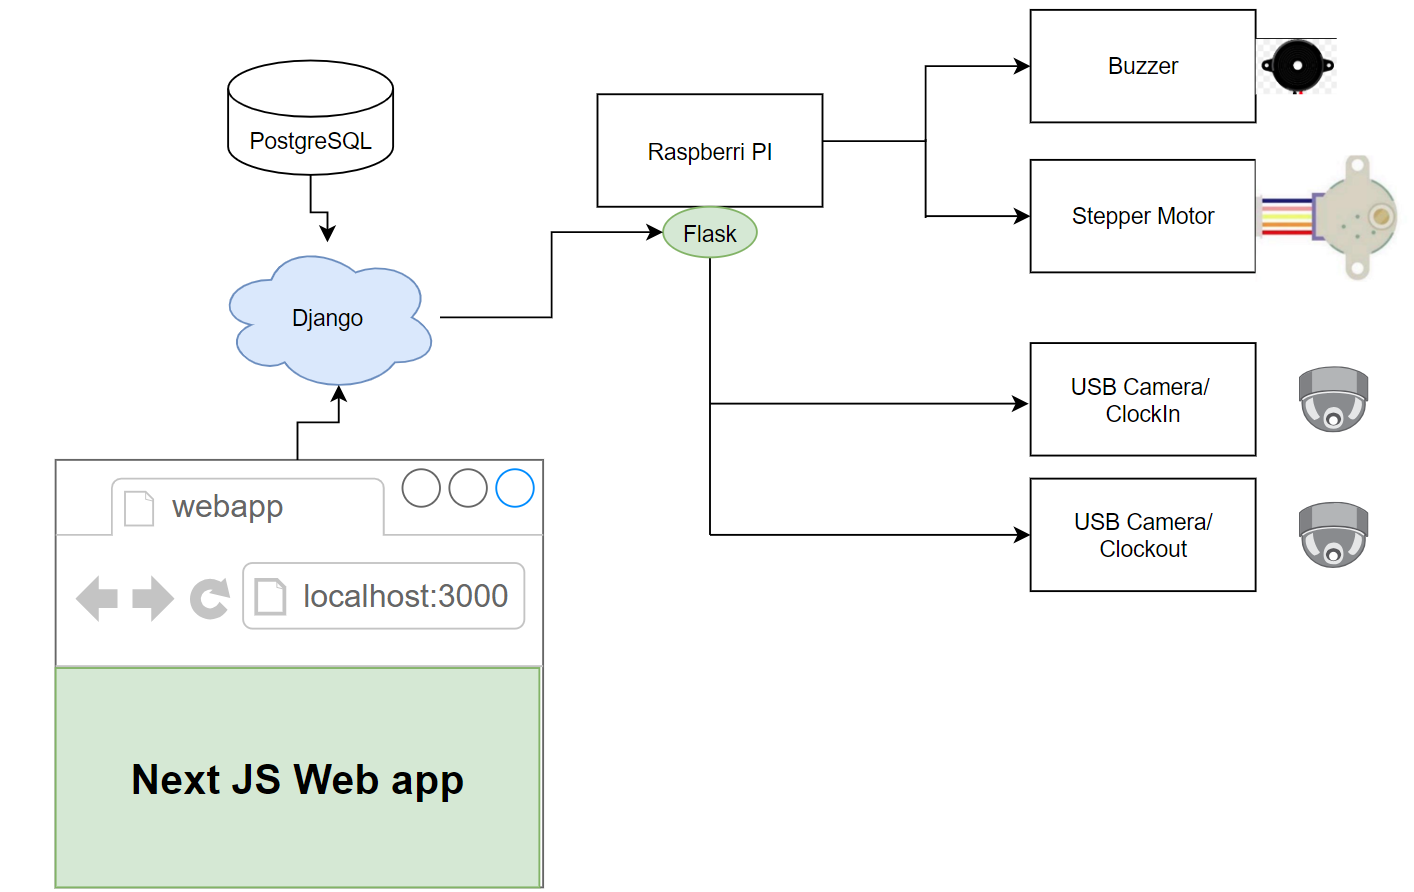 Buzzer
PostgreSQL
Raspberri PI
Stepper Motor
Flask
Django
USB Camera/
ClockIn
webapp
USB Camera/
Clockout
localhost:3000
Next JS Web app